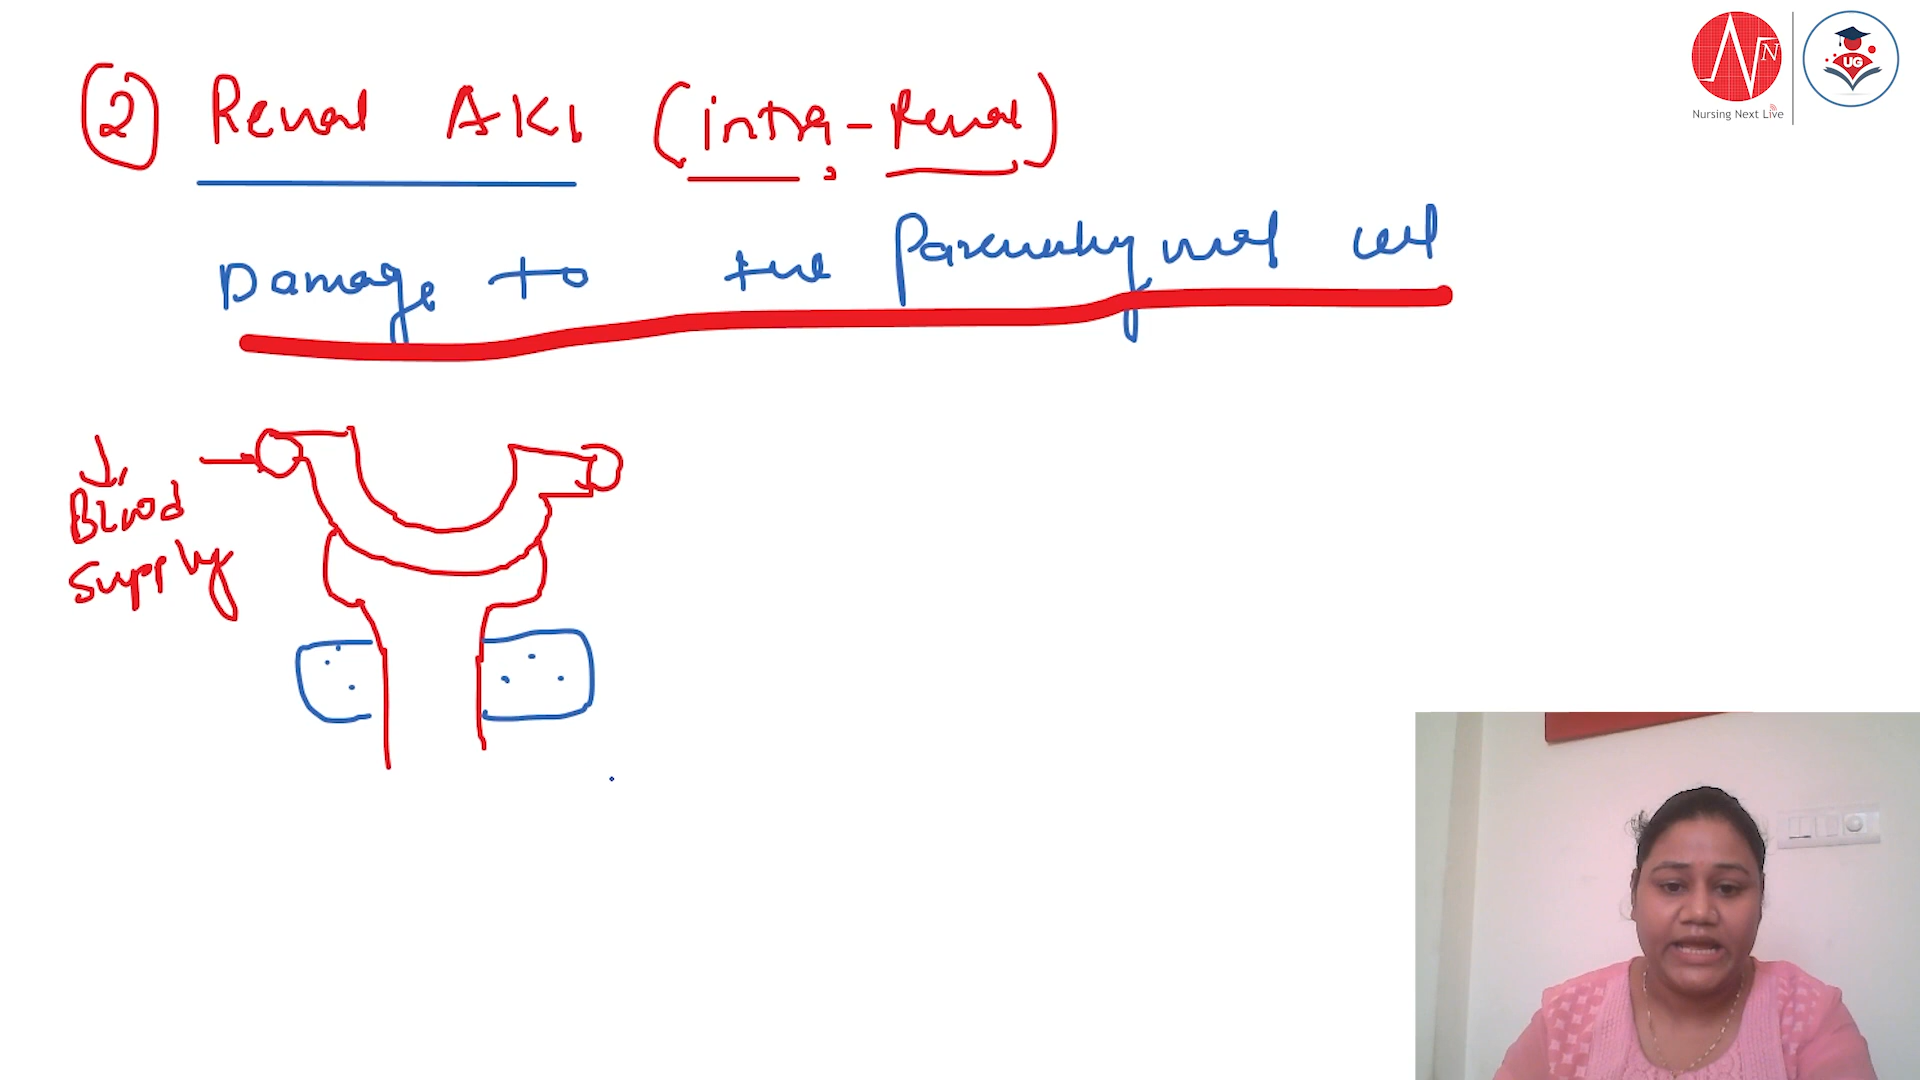 ② Renal AKI (intra-Renal)
Damage to the Parenchymal cell
↓ Blood
Supply
Nursing Next Live
UG
N